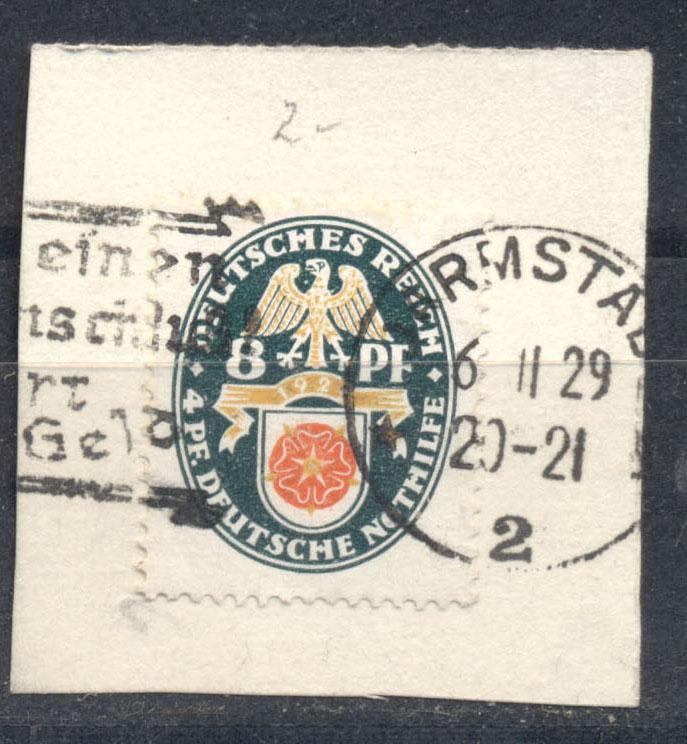 2-
DEUTSCHES REICH
8 PF
192
4 PF. DEUTSCHE NOTHILFE
einen
nschluss
rt
Geld
RMSTAD
6 II 29
20-21
2